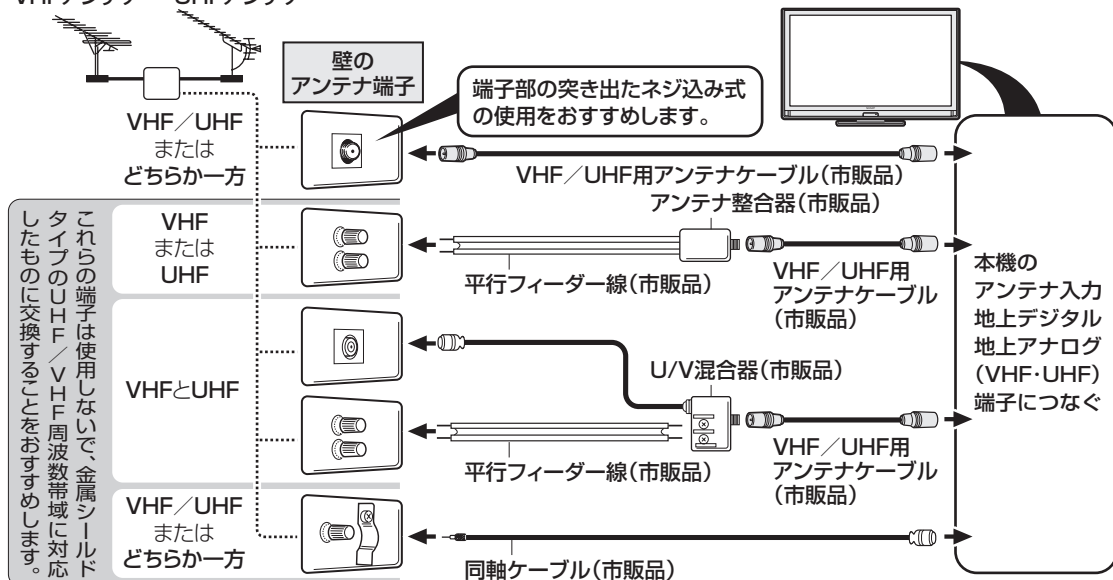 VHFアンテナ UHFアンテナ
壁の
アンテナ端子
端子部の突き出たネジ込み式
の使用をおすすめします。
VHF／UHF
または
どちらか一方
VHF／UHF用アンテナケーブル（市販品）
これらの端子は使用しないで、金属シールド
タイプのUHF／VHF周波数帯域に対応
したものに交換することをおすすめします。
VHF
または
UHF
アンテナ整合器（市販品）
平行フィーダー線（市販品）
VHF／UHF用
アンテナケーブル
（市販品）
VHFとUHF
U/V混合器（市販品）
平行フィーダー線（市販品）
VHF／UHF用
アンテナケーブル
（市販品）
VHF／UHF
または
どちらか一方
同軸ケーブル（市販品）
本機の
アンテナ入力
地上デジタル
地上アナログ
（VHF・UHF）
端子につなぐ